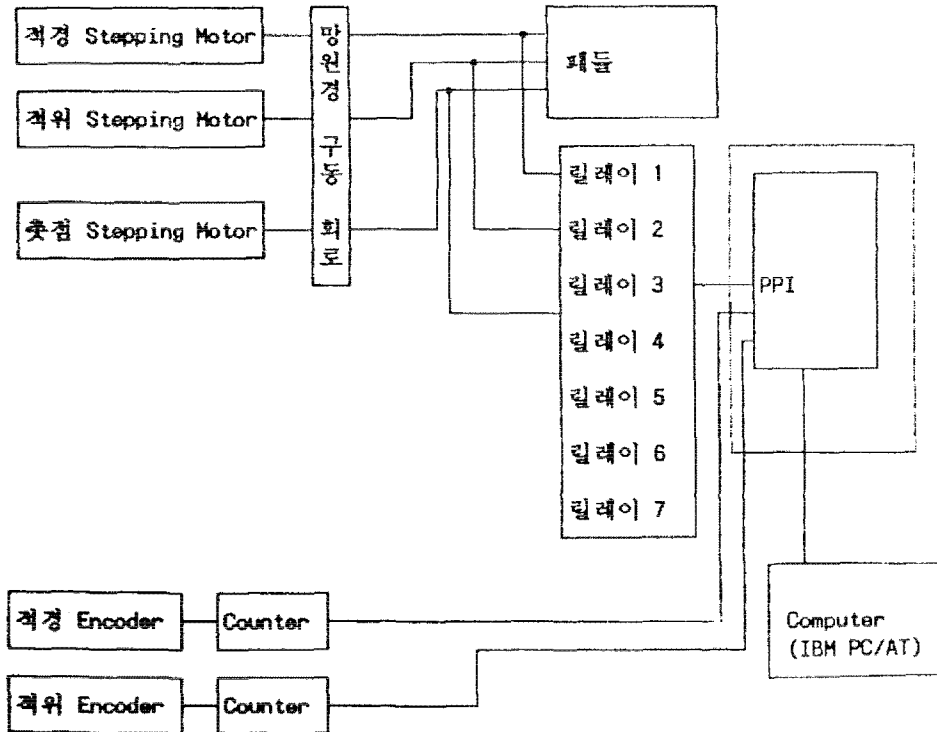 적경 Stepping Motor
적위 Stepping Motor
촛점 Stepping Motor
망원경 구동 회로
패들
릴레이 1
릴레이 2
릴레이 3
릴레이 4
릴레이 5
릴레이 6
릴레이 7
PPI
Computer
(IBM PC/AT)
적경 Encoder
Counter
적위 Encoder
Counter